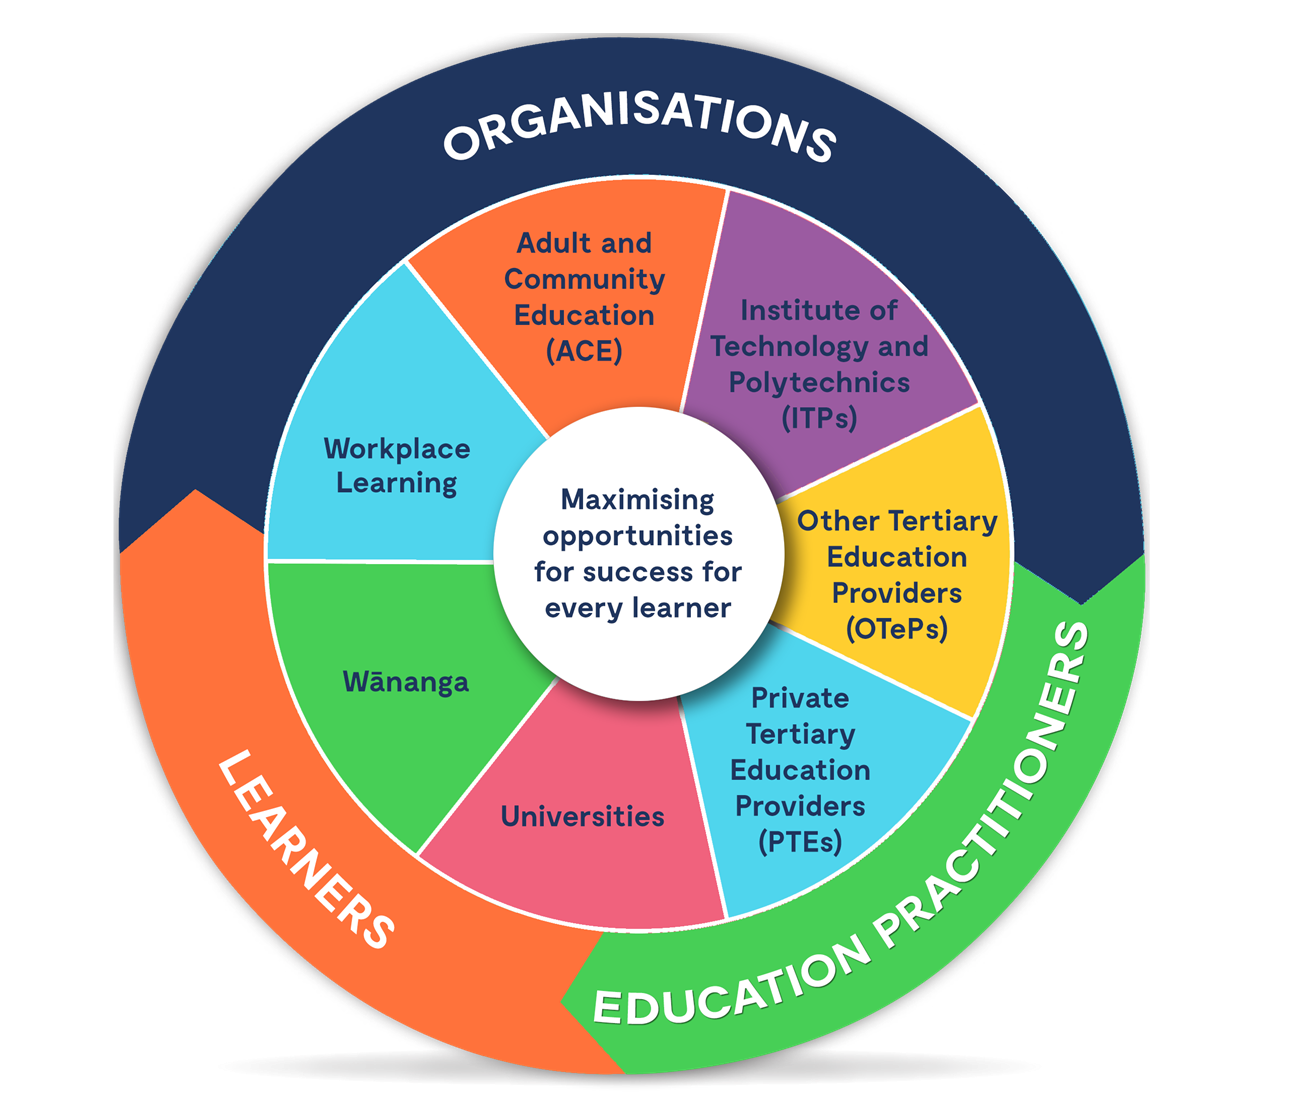 ORGANISATIONS
Adult and
Community
Education
(ACE)
Institute of
Technology and
Polytechnics
(ITPs)
Workplace
Learning
Maximising
opportunities
for success for
every learner
Other Tertiary
Education
Providers
(OTePs)
Wānanga
Private
Tertiary
Education
Providers
(PTEs)
Universities
LEARNERS
EDUCATION PRACTITIONERS